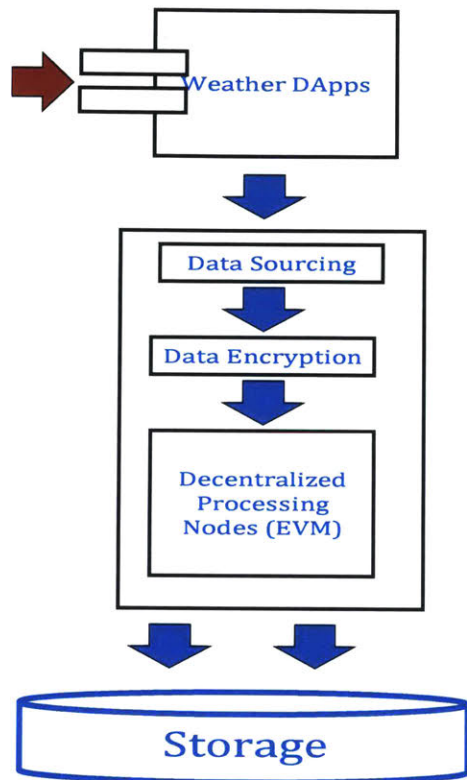 Weather DApps
Data Sourcing
Data Encryption
Decentralized
Processing
Nodes (EVM)
Storage